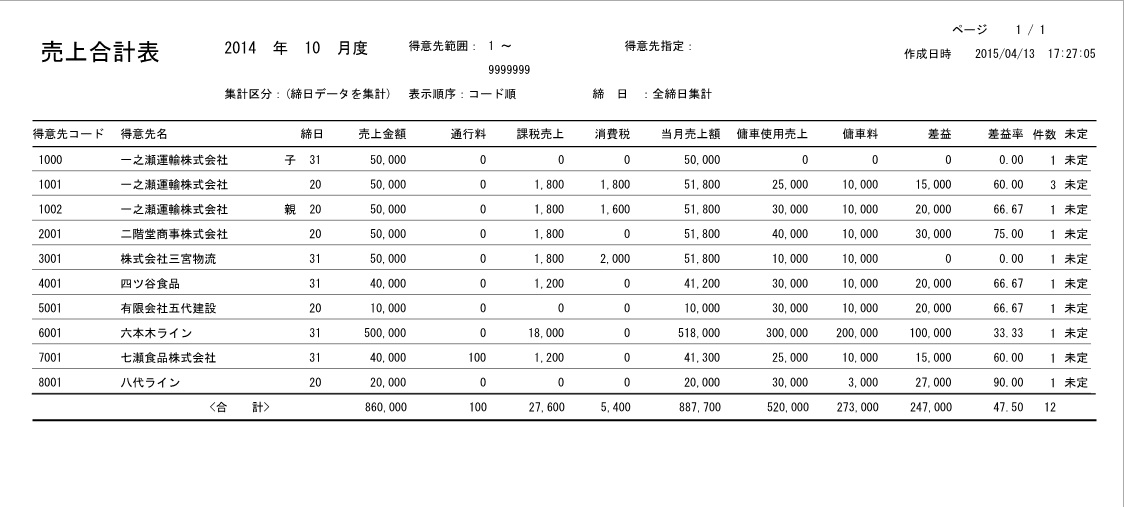 ページ 1 / 1
売上合計表 2014 年 10 月度 得意先範囲： 1 ～ 得意先指定：
作成日時 2015/04/13 17:27:05
9999999
集計区分：(締日データを集計) 表示順序：コード順 締 日 ：全締日集計
得意先コード 得意先名 締日 売上金額 通行料 課税売上 消費税 当月売上額 傭車使用売上 傭車料 差益 差益率 件数 未定
1000 一之瀬運輸株式会社 子 31 50,000 0 0 0 50,000 0 0 0 0.00 1 未定
1001 一之瀬運輸株式会社 20 50,000 0 1,800 1,800 51,800 25,000 10,000 15,000 60.00 3 未定
1002 一之瀬運輸株式会社 親 20 50,000 0 1,800 1,600 51,800 30,000 10,000 20,000 66.67 1 未定
2001 二階堂商事株式会社 20 50,000 0 1,800 0 51,800 40,000 10,000 30,000 75.00 1 未定
3001 株式会社三宮物流 31 50,000 0 1,800 2,000 51,800 10,000 10,000 0 0.00 1 未定
4001 四ツ谷食品 31 40,000 0 1,200 0 41,200 30,000 10,000 20,000 66.67 1 未定
5001 有限会社五代建設 20 10,000 0 0 0 10,000 30,000 10,000 20,000 66.67 1 未定
6001 六本木ライン 31 500,000 0 18,000 0 518,000 300,000 200,000 100,000 33.33 1 未定
7001 七瀬食品株式会社 31 40,000 100 1,200 0 41,300 25,000 10,000 15,000 60.00 1 未定
8001 八代ライン 20 20,000 0 0 0 20,000 30,000 3,000 27,000 90.00 1 未定
<合 計> 860,000 100 27,600 5,400 887,700 520,000 273,000 247,000 47.50 12